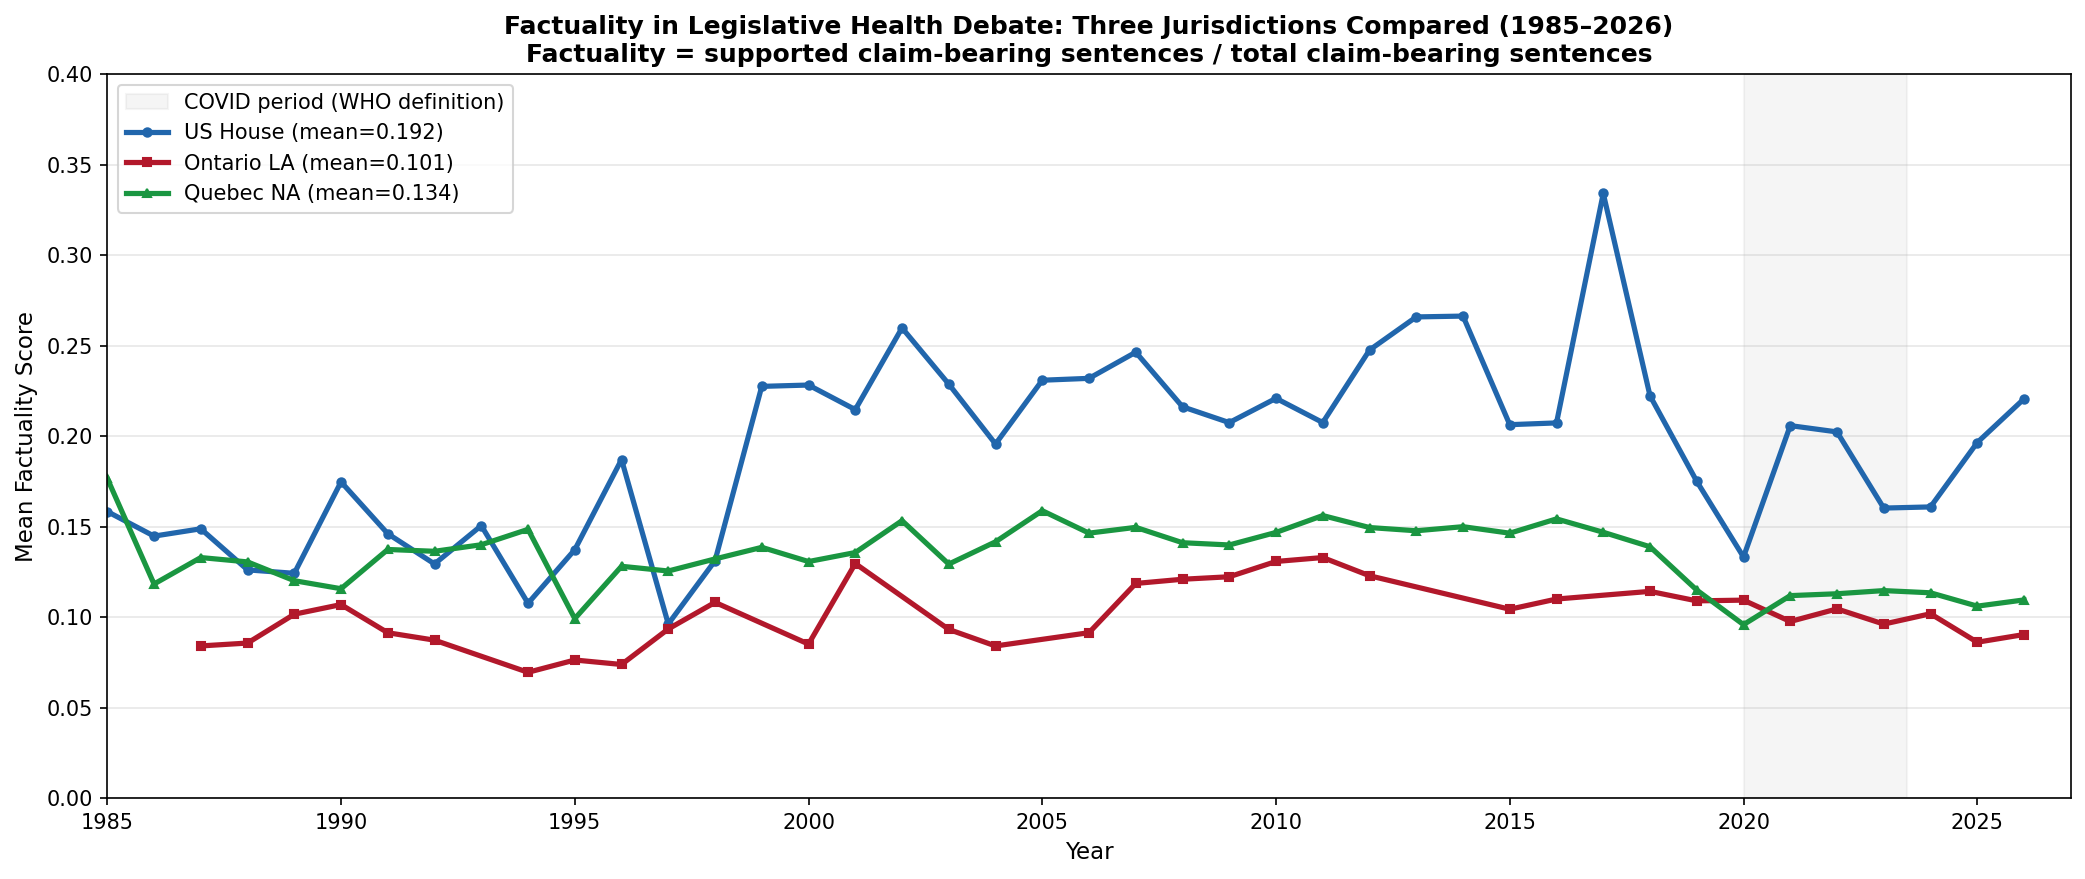 Factuality in Legislative Health Debate: Three Jurisdictions Compared (1985–2026)
Factuality = supported claim-bearing sentences / total claim-bearing sentences
COVID period (WHO definition)
US House (mean=0.192)
Ontario LA (mean=0.101)
Quebec NA (mean=0.134)
Mean Factuality Score
0.40
0.35
0.30
0.25
0.20
0.15
0.10
0.05
0.00
1985 1990 1995 2000 2005 2010 2015 2020 2025
Year